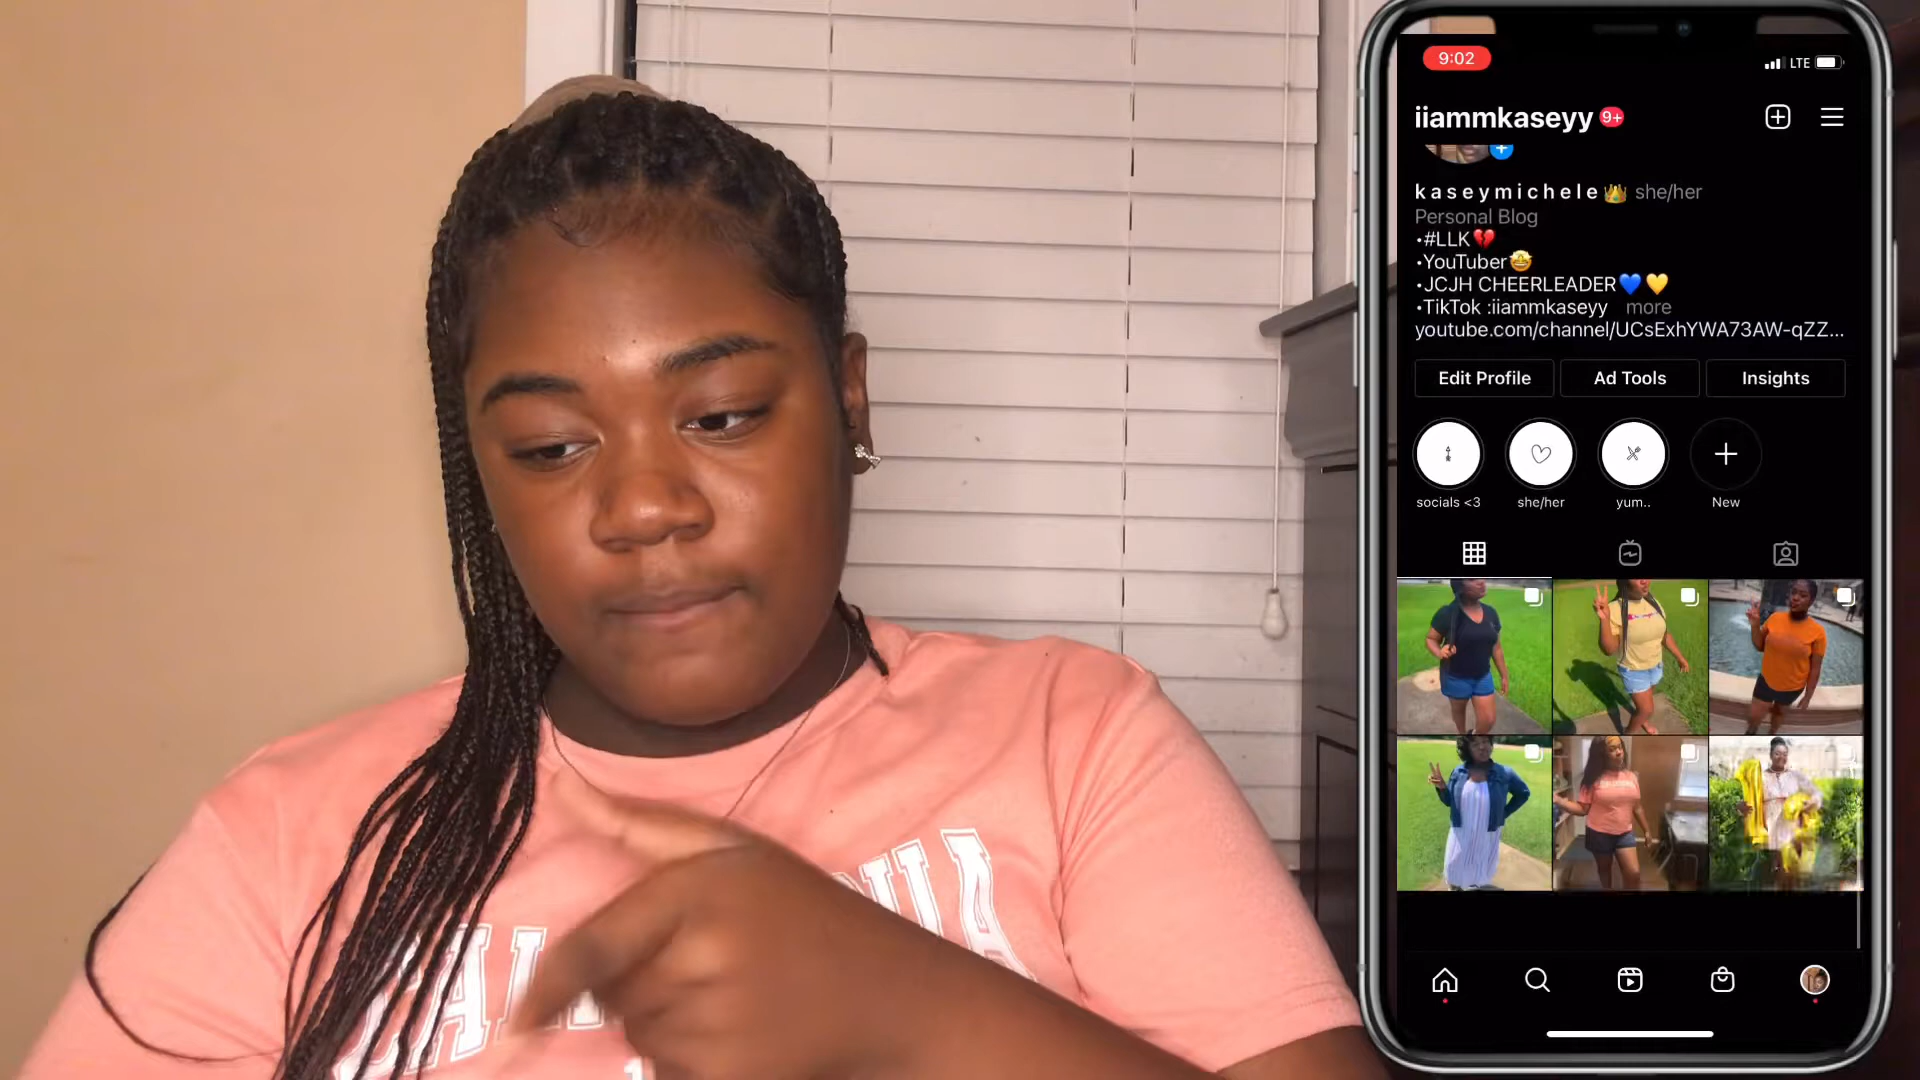 9:02
LTE
iiammkaseyy 9+
kaseymichele👑 she/her
Personal Blog
•#LLK💔
•YouTuber🤩
•JCJH CHEERLEADER💙💛
•TikTok :iiammkaseyy more
youtube.com/channel/UCsExhYWA73AW-qZZ...
Edit Profile
Ad Tools
Insights
socials <3
she/her
yum..
New